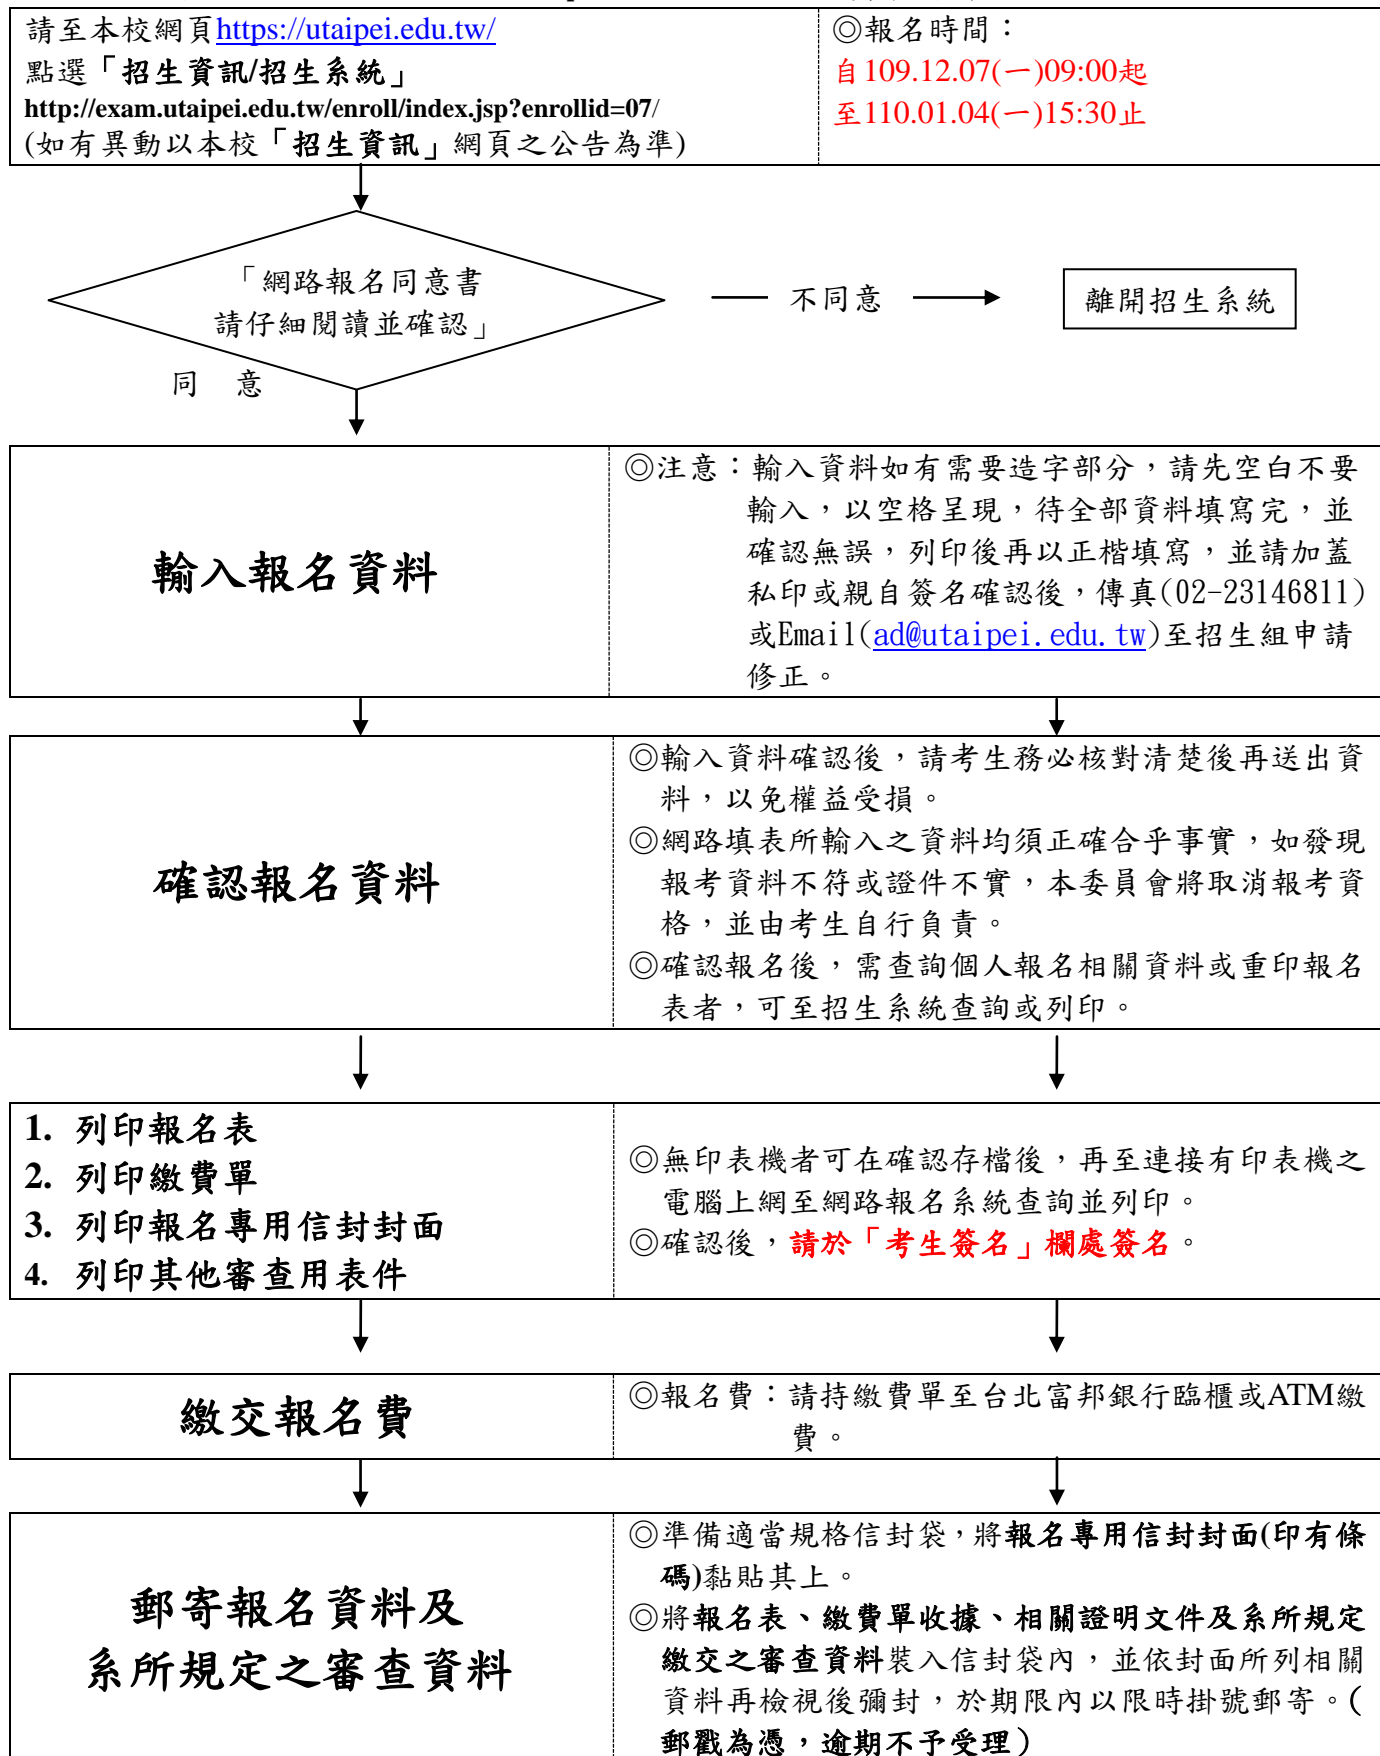 請至本校網頁https://utaipei.edu.tw/
點選「招生資訊/招生系統」
http://exam.utaipei.edu.tw/enroll/index.jsp?enrollid=07/
(如有異動以本校「招生資訊」網頁之公告為準)
◎報名時間：
自109.12.07(一)09:00起
至110.01.04(一)15:30止
「網路報名同意書
請仔細閱讀並確認」
不同意
離開招生系統
同 意
輸入報名資料
◎注意：輸入資料如有需要造字部分，請先空白不要
輸入，以空格呈現，待全部資料填寫完，並
確認無誤，列印後再以正楷填寫，並請加蓋
私印或親自簽名確認後，傳真(02-23146811)
或Email(ad@utaipei.edu.tw)至招生組申請
修正。
確認報名資料
◎輸入資料確認後，請考生務必核對清楚後再送出資
料，以免權益受損。
◎網路填表所輸入之資料均須正確合乎事實，如發現
報考資料不符或證件不實，本委員會將取消報考資
格，並由考生自行負責。
◎確認報名後，需查詢個人報名相關資料或重印報名
表者，可至招生系統查詢或列印。
1. 列印報名表
2. 列印繳費單
3. 列印報名專用信封封面
4. 列印其他審查用表件
◎無印表機者可在確認存檔後，再至連接有印表機之
電腦上網至網路報名系統查詢並列印。
◎確認後，請於「考生簽名」欄處簽名。
繳交報名費
◎報名費：請持繳費單至台北富邦銀行臨櫃或ATM繳
費。
郵寄報名資料及
系所規定之審查資料
◎準備適當規格信封袋，將報名專用信封封面(印有條
碼)黏貼其上。
◎將報名表、繳費單收據、相關證明文件及系所規定
繳交之審查資料裝入信封袋內，並依封面所列相關
資料再檢視後彌封，於期限內以限時掛號郵寄。(
郵戳為憑，逾期不予受理)